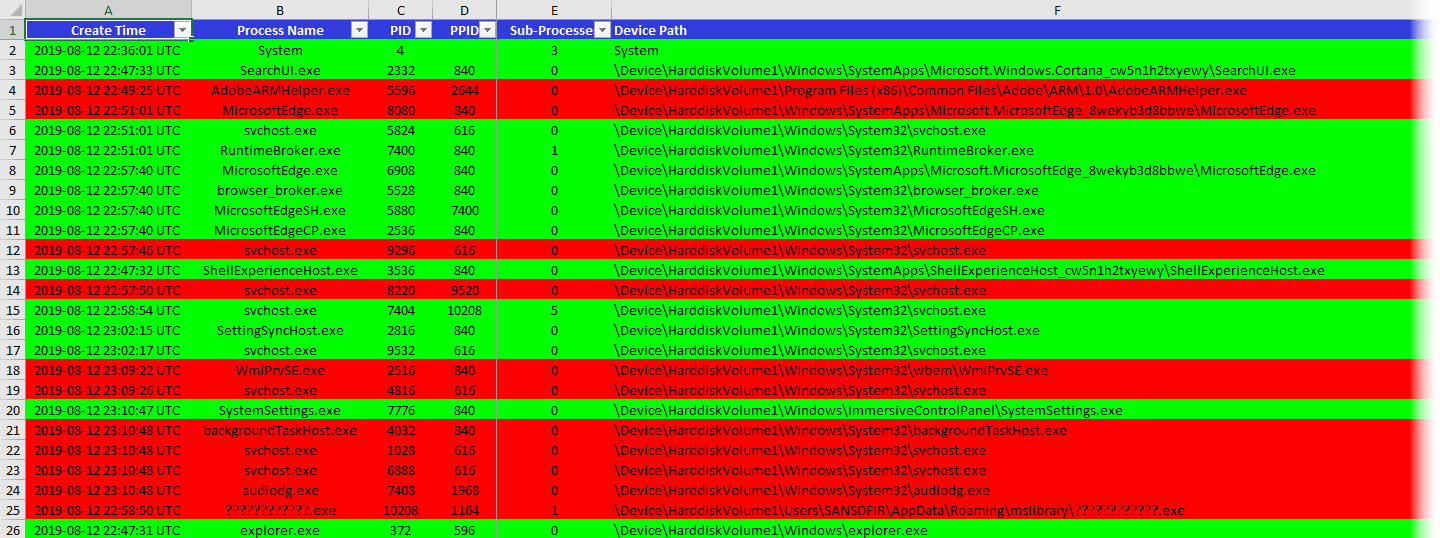 A B C D E F
1 Create Time Process Name PID PPID Sub-Processe Device Path
2 2019-08-12 22:36:01 UTC System 4 3 System
3 2019-08-12 22:47:33 UTC SearchUI.exe 2332 840 0 \Device\HarddiskVolume1\Windows\SystemApps\Microsoft.Windows.Cortana_cw5n1h2txyewy\SearchUI.exe
4 2019-08-12 22:49:25 UTC AdobeARMHelper.exe 5596 2644 0 \Device\HarddiskVolume1\Program Files (x86)\Common Files\Adobe\ARM\1.0\AdobeARMHelper.exe
5 2019-08-12 22:51:01 UTC MicrosoftEdge.exe 8080 840 0 \Device\HarddiskVolume1\Windows\SystemApps\Microsoft.MicrosoftEdge_8wekyb3d8bbwe\MicrosoftEdge.exe
6 2019-08-12 22:51:01 UTC svchost.exe 5824 616 0 \Device\HarddiskVolume1\Windows\System32\svchost.exe
7 2019-08-12 22:51:01 UTC RuntimeBroker.exe 7400 840 1 \Device\HarddiskVolume1\Windows\System32\RuntimeBroker.exe
8 2019-08-12 22:57:40 UTC MicrosoftEdge.exe 6908 840 0 \Device\HarddiskVolume1\Windows\SystemApps\Microsoft.MicrosoftEdge_8wekyb3d8bbwe\MicrosoftEdge.exe
9 2019-08-12 22:57:40 UTC browser_broker.exe 5528 840 0 \Device\HarddiskVolume1\Windows\System32\browser_broker.exe
10 2019-08-12 22:57:40 UTC MicrosoftEdgeSH.exe 5880 7400 0 \Device\HarddiskVolume1\Windows\System32\MicrosoftEdgeSH.exe
11 2019-08-12 22:57:40 UTC MicrosoftEdgeCP.exe 2536 840 0 \Device\HarddiskVolume1\Windows\System32\MicrosoftEdgeCP.exe
12 2019-08-12 22:57:46 UTC svchost.exe 9296 616 0 \Device\HarddiskVolume1\Windows\System32\svchost.exe
13 2019-08-12 22:47:32 UTC ShellExperienceHost.exe 3536 840 0 \Device\HarddiskVolume1\Windows\SystemApps\ShellExperienceHost_cw5n1h2txyewy\ShellExperienceHost.exe
14 2019-08-12 22:57:50 UTC svchost.exe 8220 9520 0 \Device\HarddiskVolume1\Windows\System32\svchost.exe
15 2019-08-12 22:58:54 UTC svchost.exe 7404 10208 5 \Device\HarddiskVolume1\Windows\System32\svchost.exe
16 2019-08-12 23:02:15 UTC SettingSyncHost.exe 2816 840 0 \Device\HarddiskVolume1\Windows\System32\SettingSyncHost.exe
17 2019-08-12 23:02:17 UTC svchost.exe 9532 616 0 \Device\HarddiskVolume1\Windows\System32\svchost.exe
18 2019-08-12 23:09:22 UTC WmiPrvSE.exe 2516 840 0 \Device\HarddiskVolume1\Windows\System32\wbem\WmiPrvSE.exe
19 2019-08-12 23:09:26 UTC svchost.exe 4816 616 0 \Device\HarddiskVolume1\Windows\System32\svchost.exe
20 2019-08-12 23:10:47 UTC SystemSettings.exe 7776 840 0 \Device\HarddiskVolume1\Windows\ImmersiveControlPanel\SystemSettings.exe
21 2019-08-12 23:10:48 UTC backgroundTaskHost.exe 4032 840 0 \Device\HarddiskVolume1\Windows\System32\backgroundTaskHost.exe
22 2019-08-12 23:10:48 UTC svchost.exe 1028 616 0 \Device\HarddiskVolume1\Windows\System32\svchost.exe
23 2019-08-12 23:10:48 UTC svchost.exe 6888 616 0 \Device\HarddiskVolume1\Windows\System32\svchost.exe
24 2019-08-12 23:10:48 UTC audiodg.exe 7408 1968 0 \Device\HarddiskVolume1\Windows\System32\audiodg.exe
25 2019-08-12 22:58:50 UTC ????????????.exe 10208 1164 1 \Device\HarddiskVolume1\Users\SANSDFIR\AppData\Roaming\mslibrary\????????????.exe
26 2019-08-12 22:47:31 UTC explorer.exe 372 596 0 \Device\HarddiskVolume1\Windows\explorer.exe